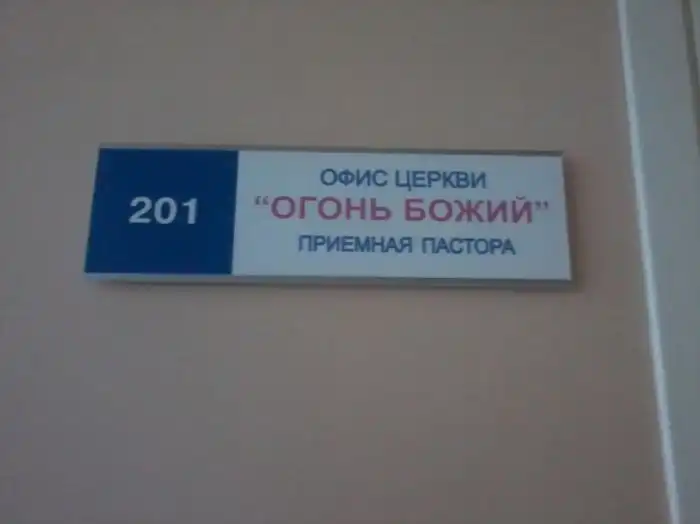 201
ОФИС ЦЕРКВИ
“ОГОНЬ БОЖИЙ”
ПРИЕМНАЯ ПАСТОРА